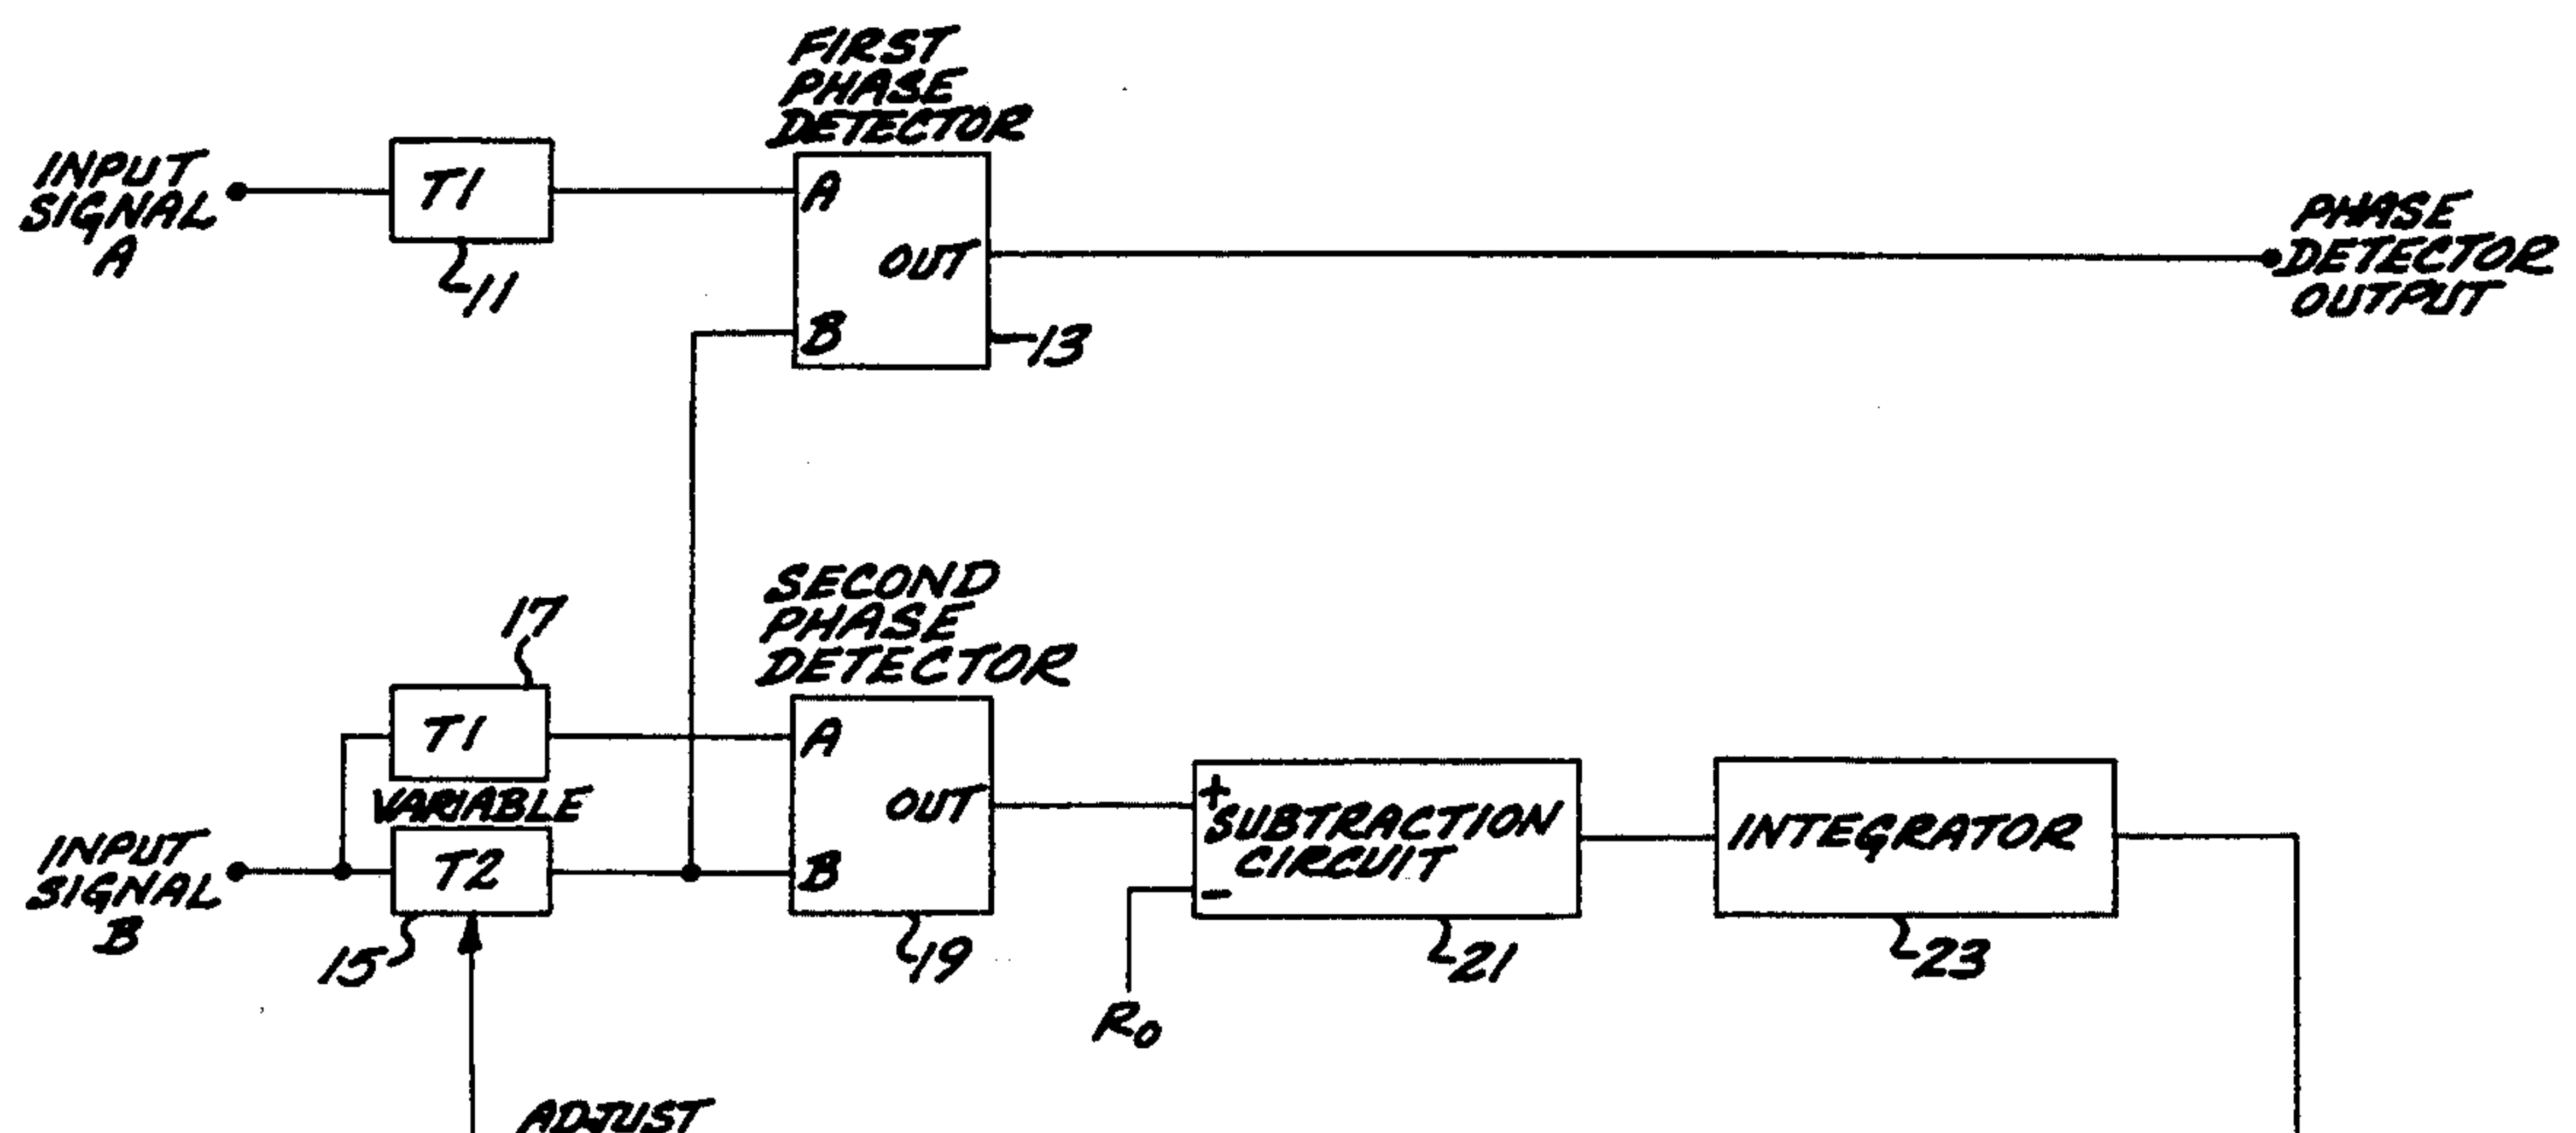 FIRST
PHASE
DETECTOR
INPUT
SIGNAL
A
T1
11
A
OUT
B
13
PHASE
DETECTOR
OUTPUT
SECOND
PHASE
DETECTOR
17
T1
VARIABLE
T2
15
INPUT
SIGNAL
B
A
OUT
B
19
+
SUBTRACTION
CIRCUIT
-
21
R0
INTEGRATOR
23
ADJUST